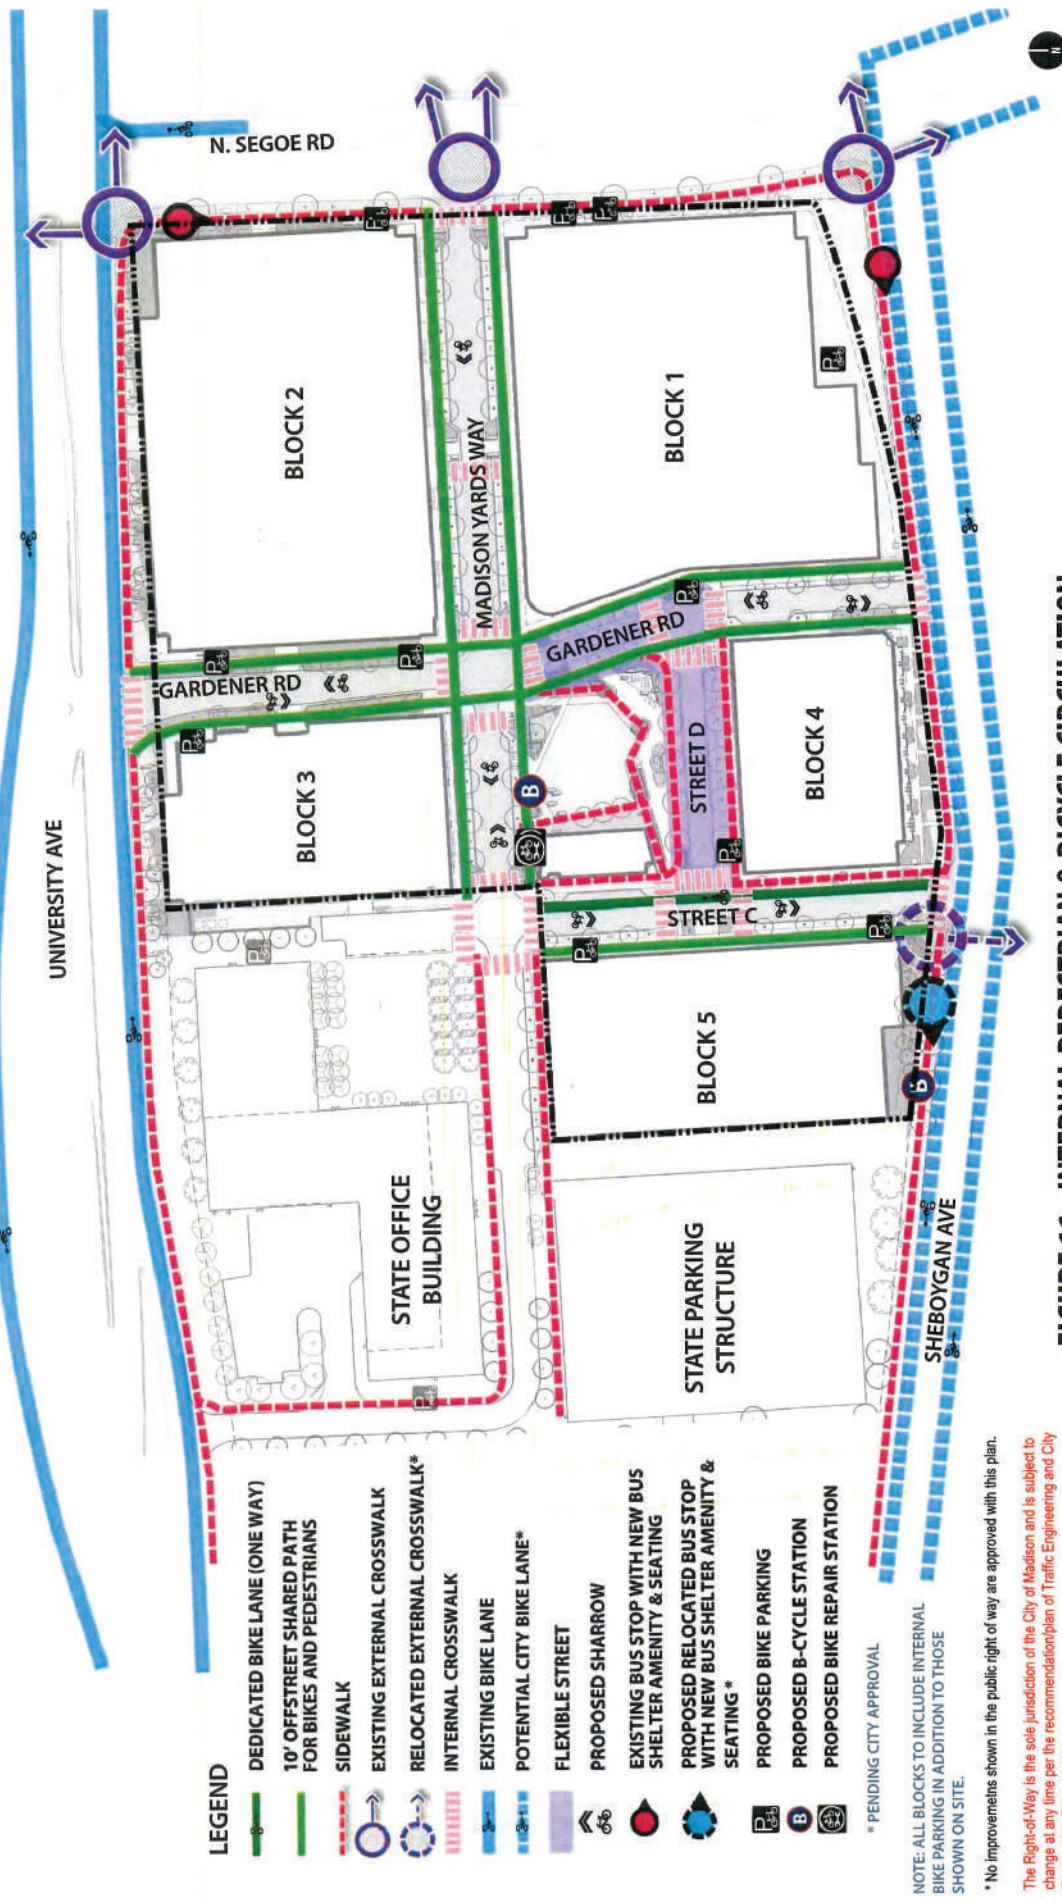 UNIVERSITY AVE
N. SEGOE RD
BLOCK 3
GARDENER RD
BLOCK 2
STATE OFFICE
BUILDING
MADISON YARDS WAY
B
GARDENER RD
BLOCK 1
STATE PARKING
STRUCTURE
BLOCK 5
STREET C
STREET D
BLOCK 4
B
SHEBOYGAN AVE
N
LEGEND
DEDICATED BIKE LANE (ONE WAY)
10' OFFSTREET SHARED PATH
FOR BIKES AND PEDESTRIANS
SIDEWALK
EXISTING EXTERNAL CROSSWALK
RELOCATED EXTERNAL CROSSWALK*
INTERNAL CROSSWALK
EXISTING BIKE LANE
POTENTIAL CITY BIKE LANE*
FLEXIBLE STREET
PROPOSED SHARROW
EXISTING BUS STOP WITH NEW BUS
SHELTER AMENITY & SEATING
PROPOSED RELOCATED BUS STOP
WITH NEW BUS SHELTER AMENITY &
SEATING*
P PROPOSED BIKE PARKING
B PROPOSED B-CYCLE STATION
PROPOSED BIKE REPAIR STATION
* PENDING CITY APPROVAL
NOTE: ALL BLOCKS TO INCLUDE INTERNAL
BIKE PARKING IN ADDITION TO THOSE
SHOWN ON SITE.
* No improvemetns shown in the public right of way are approved with this plan.
The Right-of-Way is the sole jurisdiction of the City of Madison and is subject to
change at any time per the recommendation/plan of Traffic Engineering and City